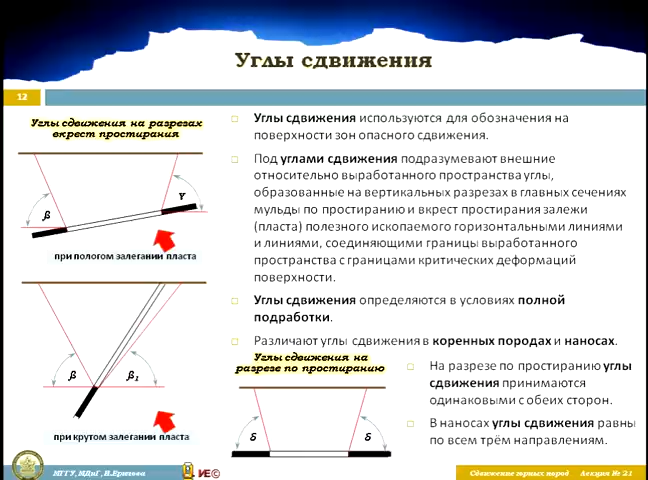 Углы сдвижения
12
Углы сдвижения на разрезах
вкрест простирания
β
γ
при пологом залегании пласта
β
β1
при крутом залегании пласта
Углы сдвижения используются для обозначения на
поверхности зон опасного сдвижения.
Под углами сдвижения подразумевают внешние
относительно выработанного пространства углы,
образованные на вертикальных разрезах в главных сечениях
мульды по простиранию и вкрест простирания залежи
(пласта) полезного ископаемого горизонтальными линиями
и линиями, соединяющими границы выработанного
пространства с границами критических деформаций
поверхности.
Углы сдвижения определяются в условиях полной
подработки.
Различают углы сдвижения в коренных породах и наносах.
Углы сдвижения на
разрезе по простиранию
δ
δ
На разрезе по простиранию углы
сдвижения принимаются
одинаковыми с обеих сторон.
В наносах углы сдвижения равны
по всем трём направлениям.
МГГУ, МДиГ,
ИЕ©
Сдвижение горных пород Лекция № 21